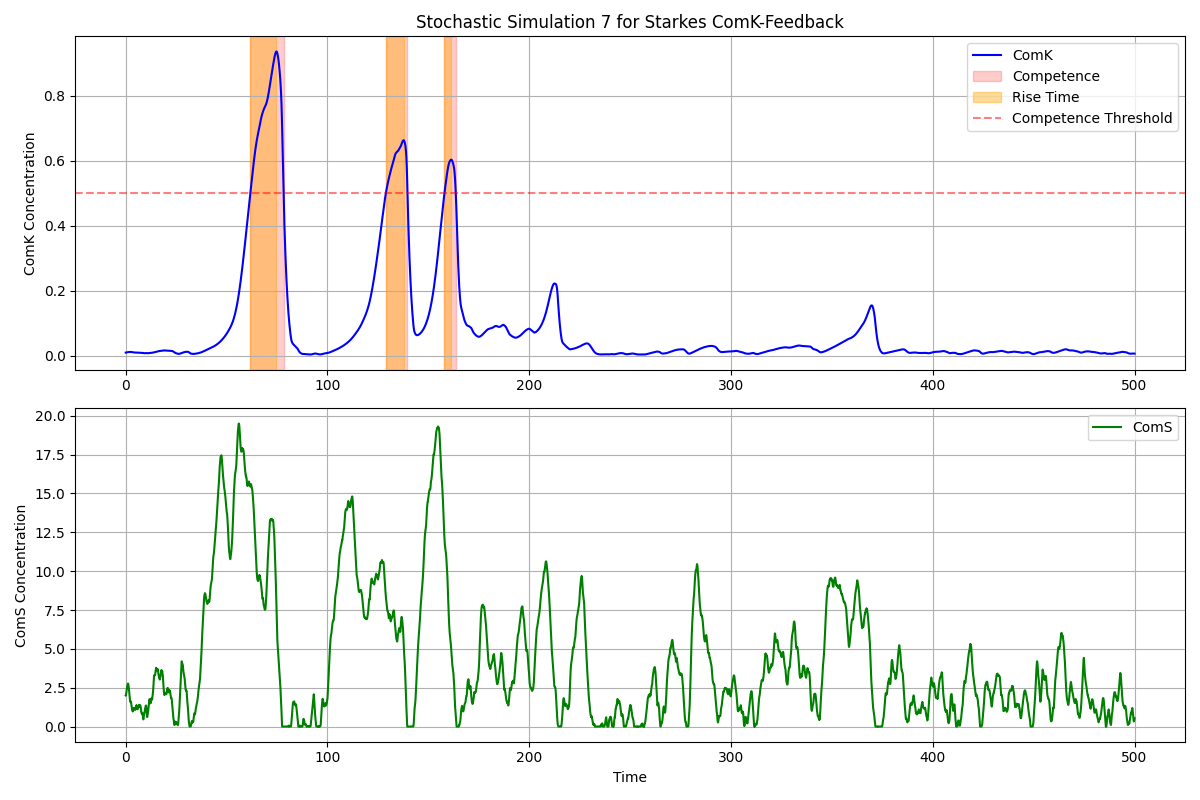 Stochastic Simulation 7 for Starkes ComK-Feedback
ComK Concentration
0.8
0.6
0.4
0.2
0.0
ComK
Competence
Rise Time
Competence Threshold
0 100 200 300 400 500
ComS Concentration
20.0
17.5
15.0
12.5
10.0
7.5
5.0
2.5
0.0
ComS
0 100 200 300 400 500
Time